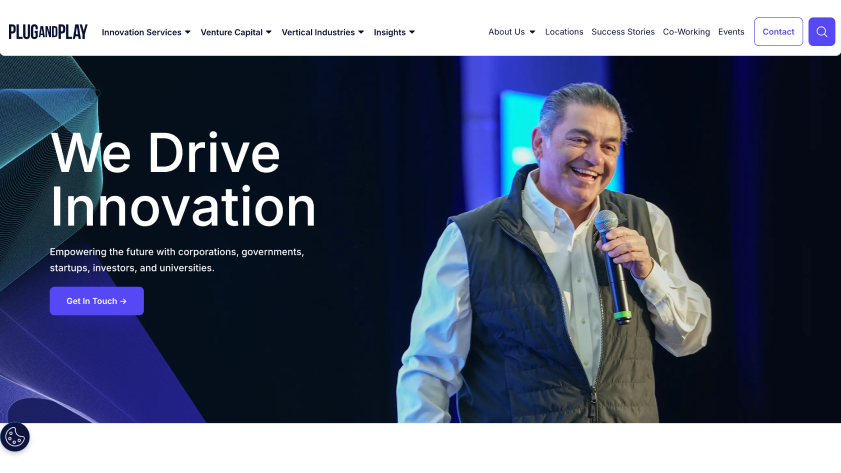 PLUGANDPLAY
Innovation Services
Venture Capital
Vertical Industries
Insights
About Us
Locations
Success Stories
Co-Working
Events
Contact
We Drive
Innovation
Empowering the future with corporations, governments,
startups, investors, and universities.
Get In Touch →